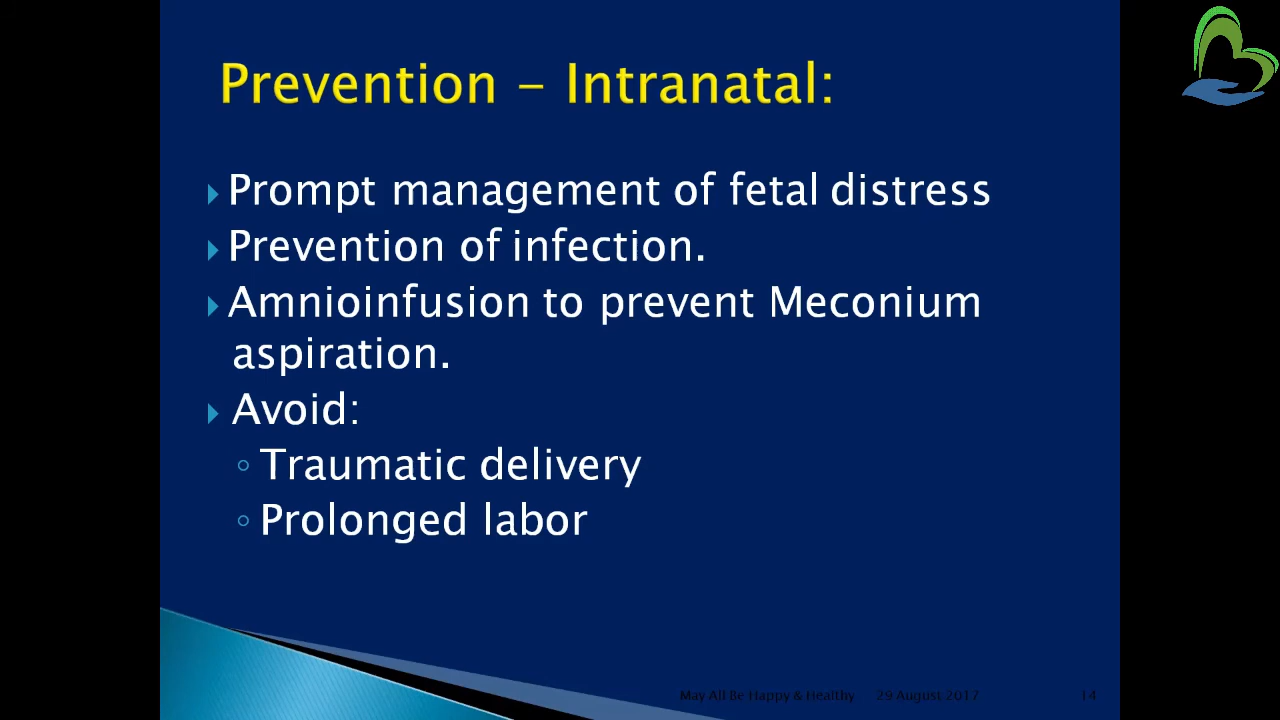 Prevention – Intranatal:
Prompt management of fetal distress
Prevention of infection.
Amnioinfusion to prevent Meconium
aspiration.
Avoid:
Traumatic delivery
Prolonged labor
May All Be Happy & Healthy 29 August 2017 14